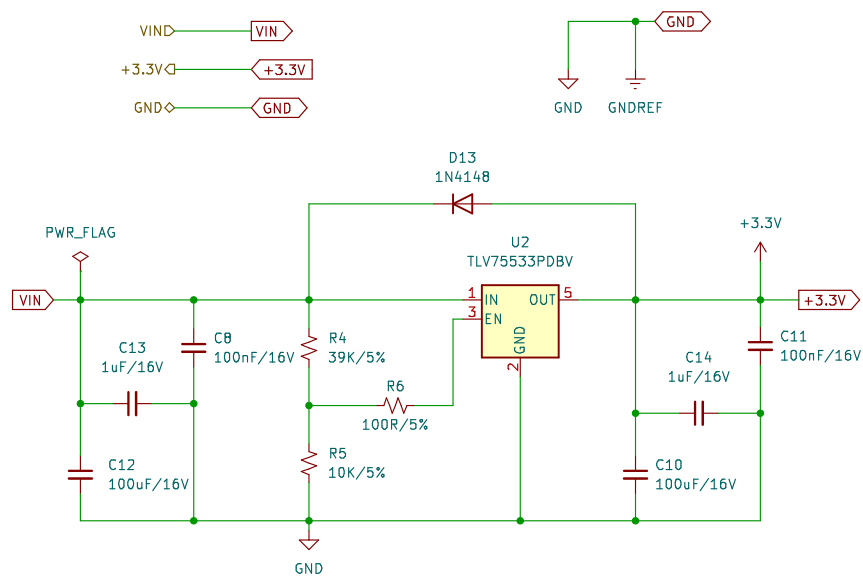 VIN
VIN
+3.3V
+3.3V
GND
GND
GND
GND
GNDREF
D13
1N4148
PWR_FLAG
+3.3V
U2
TLV75533PDBV
VIN
1
IN
OUT
5
3
EN
GND
2
+3.3V
C13
1uF/16V
C8
100nF/16V
R4
39K/5%
R6
100R/5%
C11
100nF/16V
C14
1uF/16V
C12
100uF/16V
R5
10K/5%
C10
100uF/16V
GND